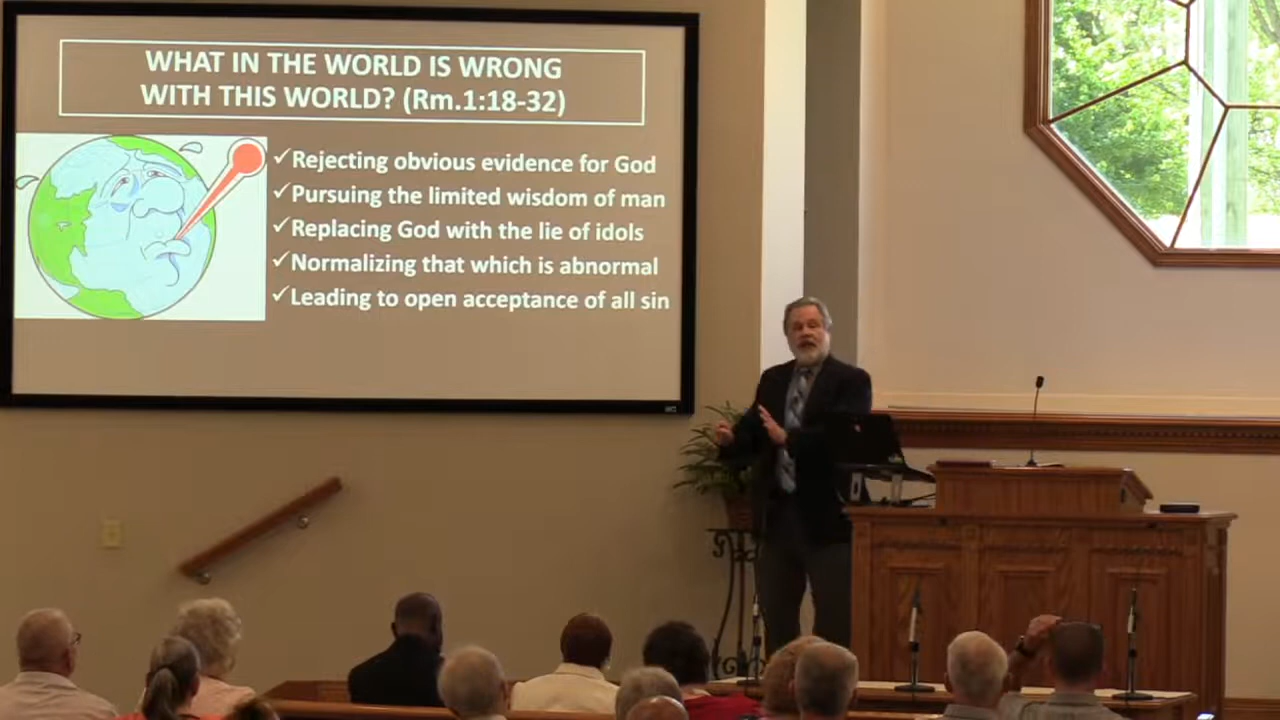 WHAT IN THE WORLD IS WRONG
WITH THIS WORLD? (Rm.1:18-32)
✓Rejecting obvious evidence for God
✓Pursuing the limited wisdom of man
✓Replacing God with the lie of idols
✓Normalizing that which is abnormal
✓Leading to open acceptance of all sin